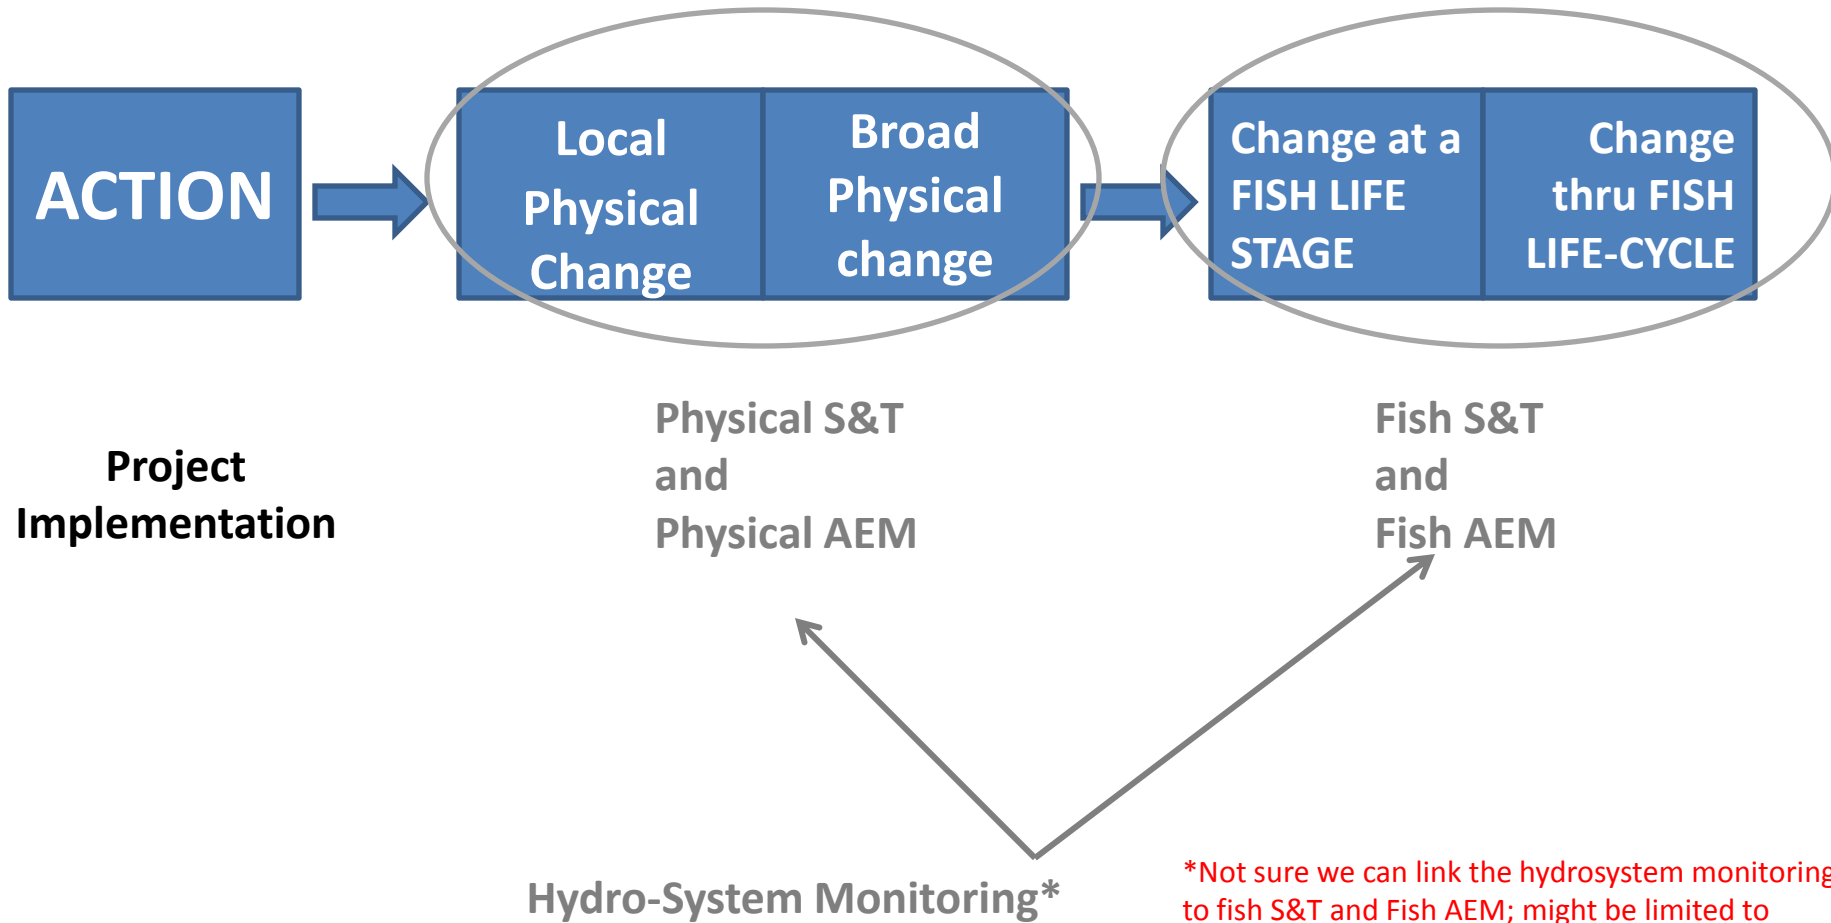 ACTION
Local
Physical
Change
Broad
Physical
change
Change at a
FISH LIFE
STAGE
Change
thru FISH
LIFE-CYCLE
Project
Implementation
Physical S&T
and
Physical AEM
Fish S&T
and
Fish AEM
Hydro-System Monitoring*
*Not sure we can link the hydrosystem monitoring
to fish S&T and Fish AEM; might be limited to